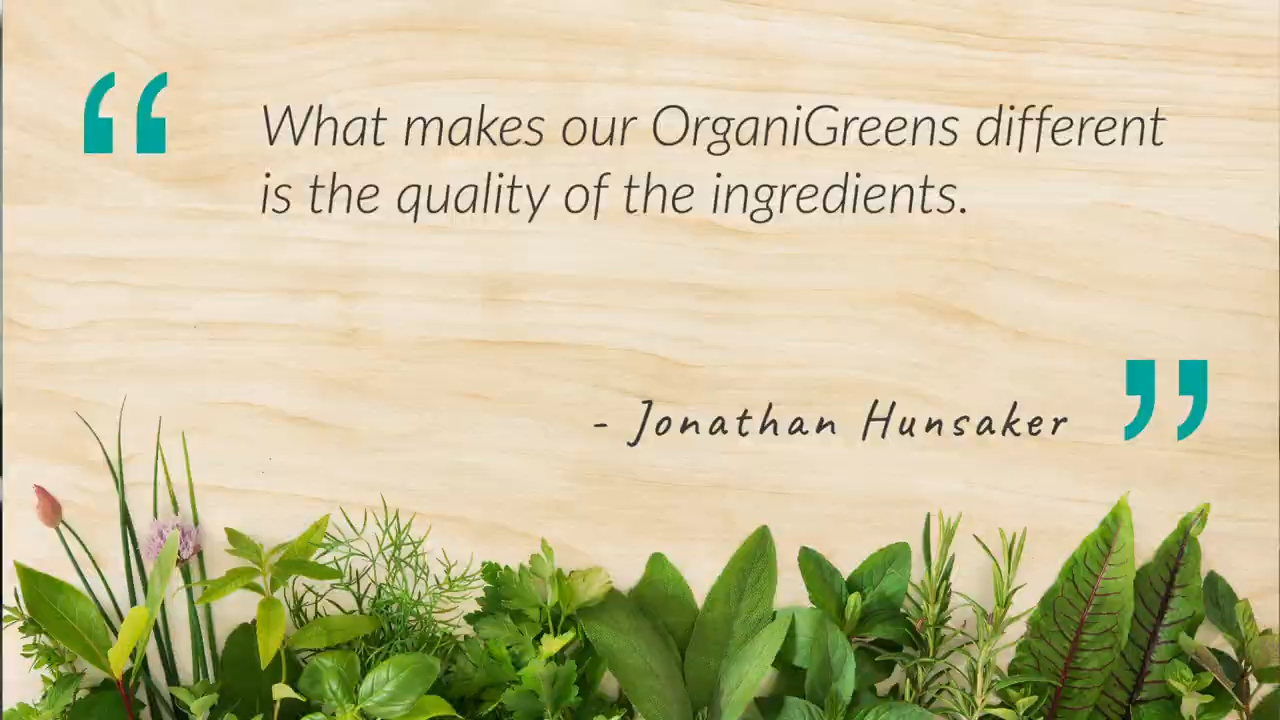 “ What makes our OrganiGreens different
is the quality of the ingredients.
- Jonathan Hunsaker ”